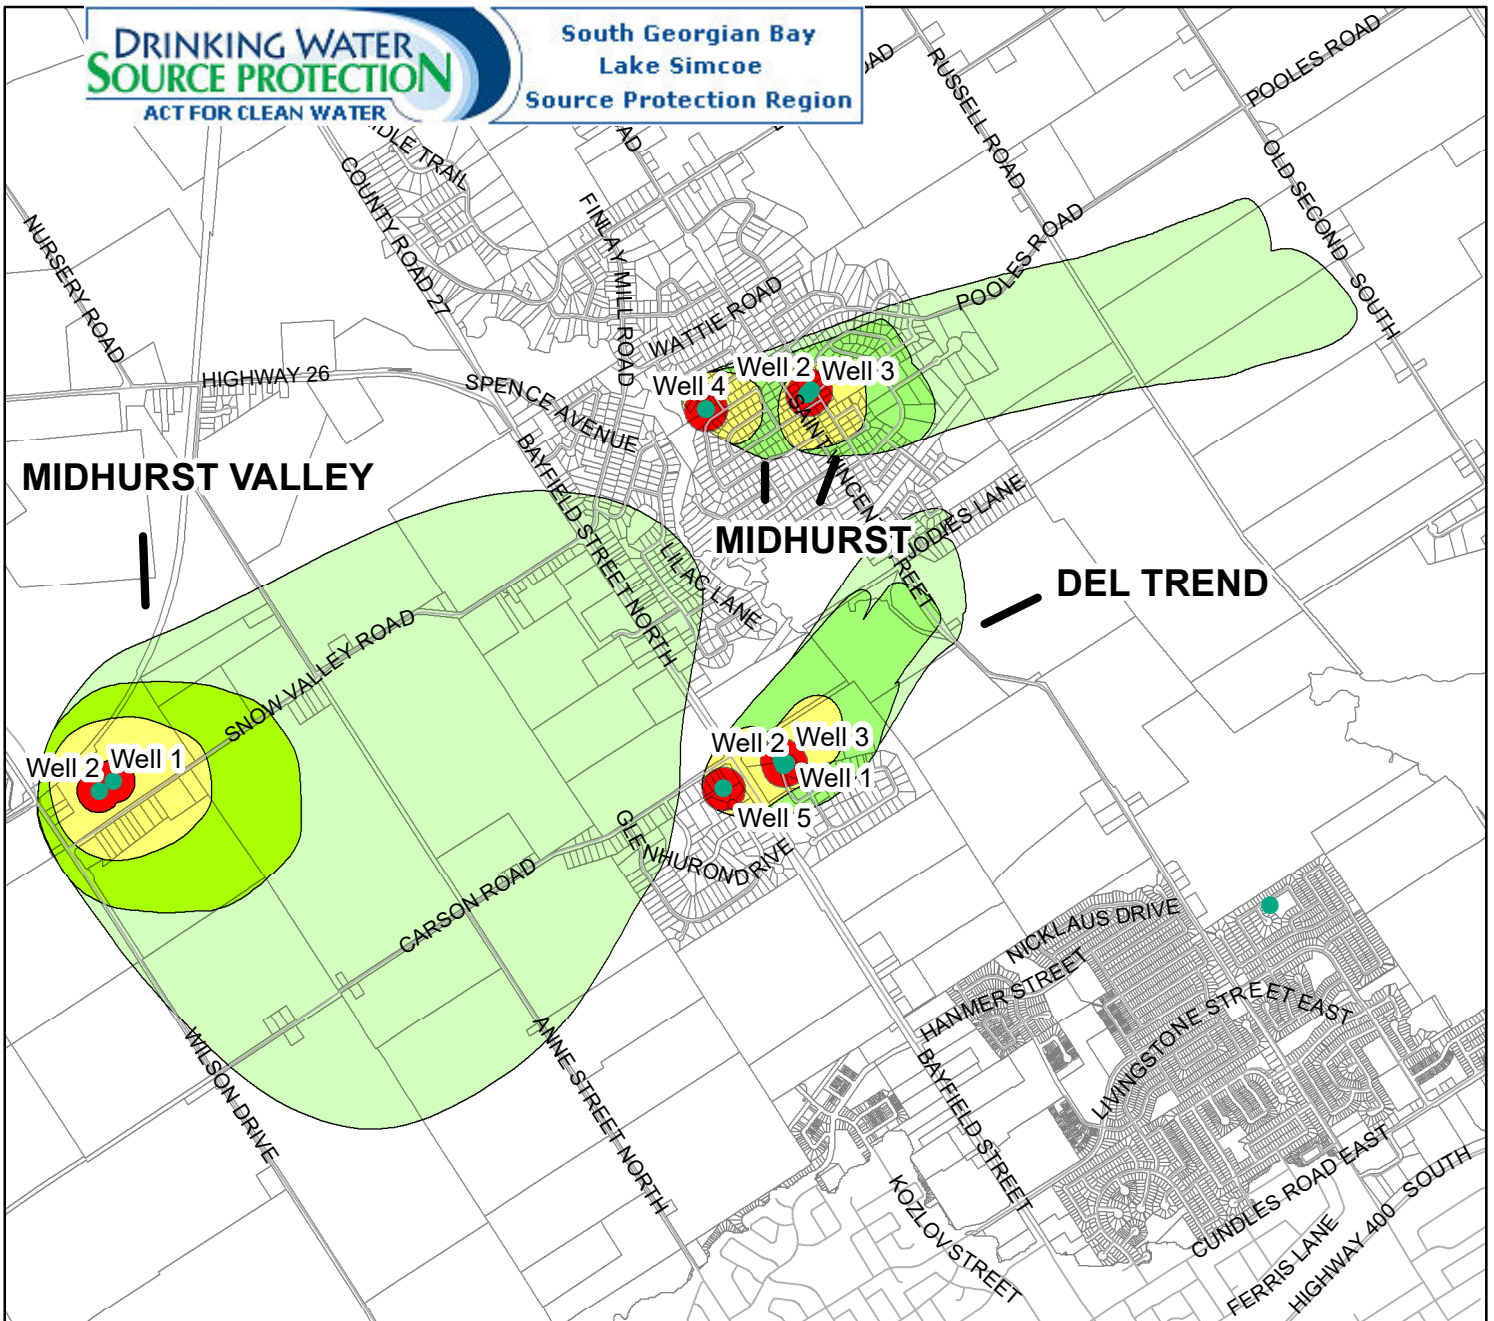 DRINKING WATER
SOURCE PROTECTION
ACT FOR CLEAN WATER
South Georgian Bay
Lake Simcoe
Source Protection Region
RUSSELL ROAD
POOLES ROAD
OLD SECOND SOUTH
TRAIL
COUNTY ROAD 27
FINLAY MILL ROAD
NURSERY ROAD
POOLES ROAD
WATTIE ROAD
HIGHWAY 26
SPENCE AVENUE
Well 4
Well 2
Well 3
SAINT VINCENT STREET
BAYFIELD STREET NORTH
MIDHURST VALLEY
MIDHURST
JODIES LANE
LILAC LANE
DEL TREND
SNOW VALLEY ROAD
Well 2
Well 1
Well 2
Well 3
Well 1
Well 5
GLENHURON DRIVE
CARSON ROAD
NICKLAUS DRIVE
HANMER STREET
LIVINGSTONE STREET EAST
WILSON DRIVE
ANNE STREET NORTH
BAYFIELD STREET
KOZLOV STREET
CUNDLES ROAD EAST
FERRIS LANE
HIGHWAY 400 SOUTH